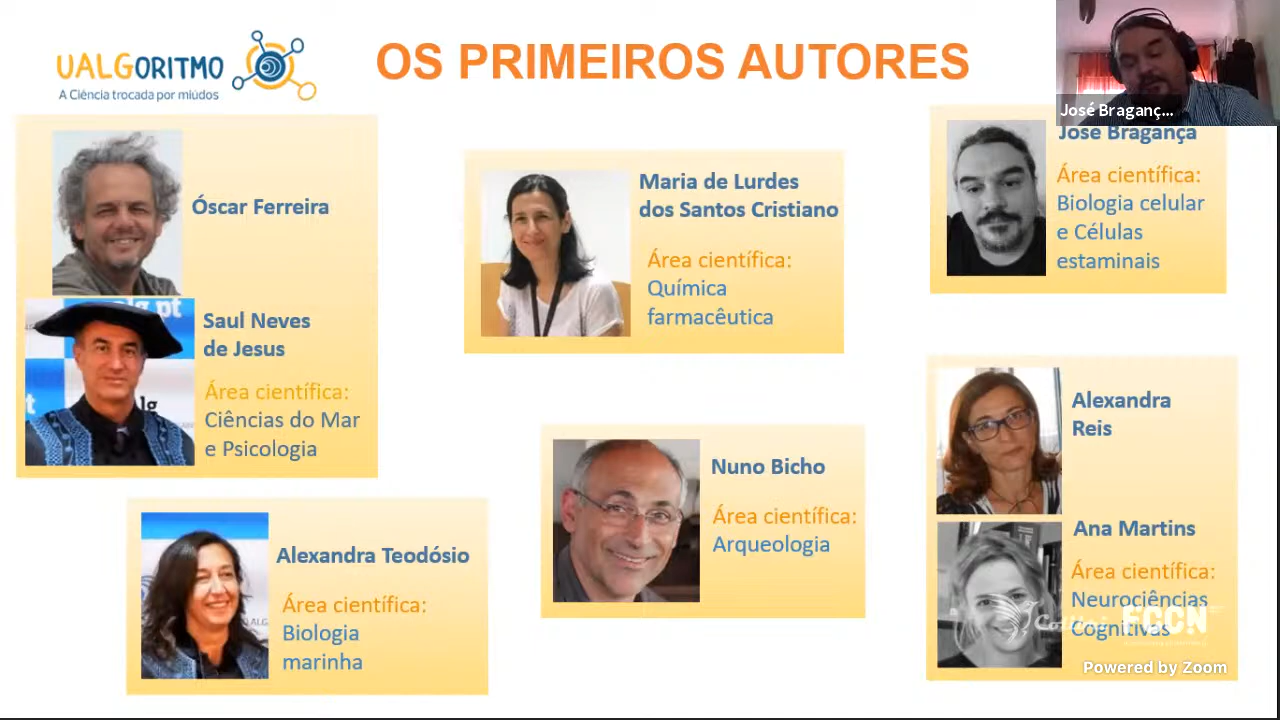 UALGORITMO
A Ciência trocada por miúdos
OS PRIMEIROS AUTORES
José Braganç...
Óscar Ferreira
Saul Neves
de Jesus
Área científica:
Ciências do Mar
e Psicologia
Maria de Lurdes
dos Santos Cristiano
Área científica:
Química
farmacêutica
José Bragança
Área científica:
Biologia celular
e Células
estaminais
Alexandra Teodósio
Área científica:
Biologia
marinha
Nuno Bicho
Área científica:
Arqueologia
Alexandra
Reis
Ana Martins
Área científica:
Neurociências
Cognitivas
FCCN
Powered by Zoom